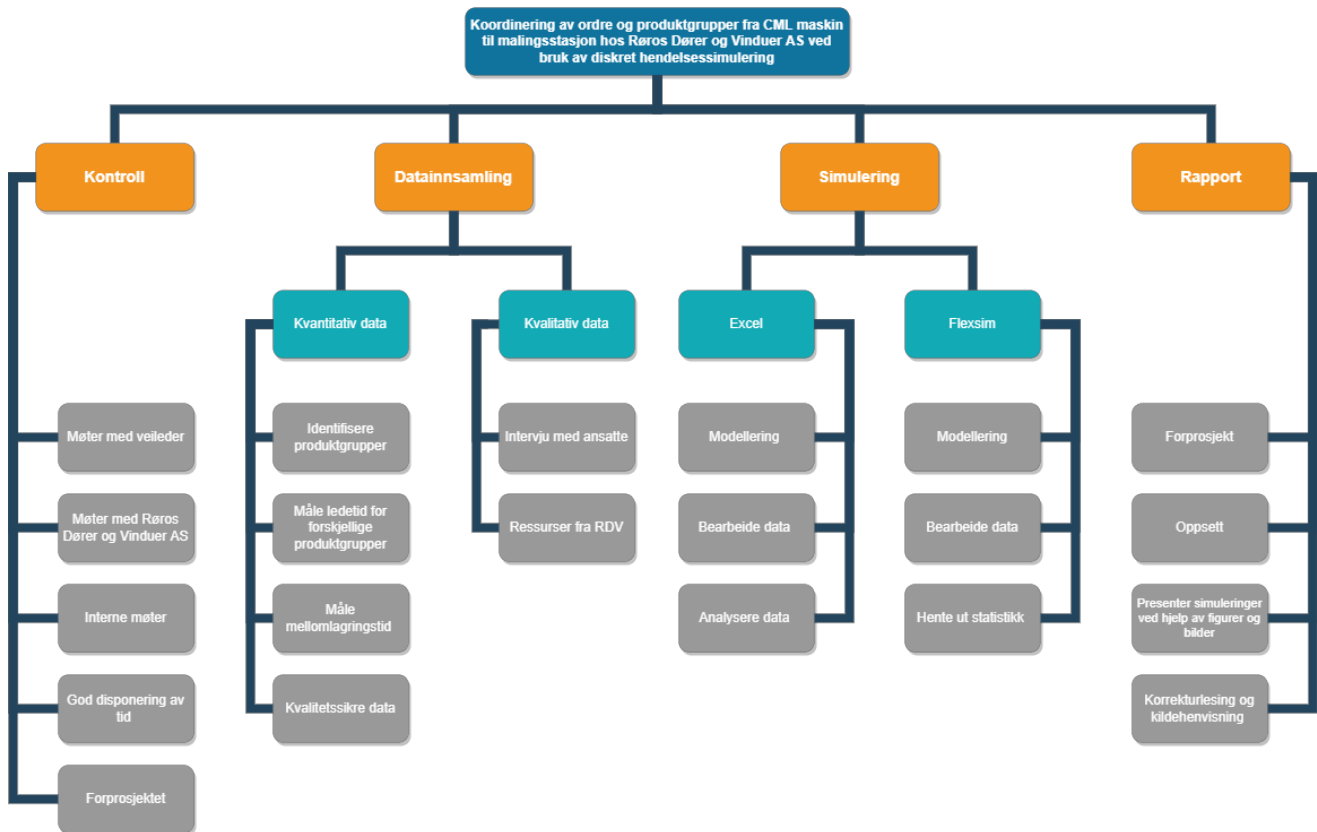 Koordinering av ordre og produktgrupper fra CML maskin
til malingsstasjon hos Røros Dører og Vinduer AS ved
bruk av diskret hendelsessimulering
Kontroll
Datainnsamling
Simulering
Rapport
Kvantitativ data
Kvalitativ data
Excel
Flexsim
Møter med veileder
Møter med Røros
Dører og Vinduer AS
Interne møter
God disponering av
tid
Forprosjektet
Identifisere
produktgrupper
Måle ledetid for
forskjellige
produktgrupper
Måle
mellomlagringstid
Kvalitetssikre data
Intervju med ansatte
Ressurser fra RDV
Modellering
Bearbeide data
Analysere data
Modellering
Bearbeide data
Hente ut statistikk
Forprosjekt
Oppsett
Presenter simuleringer
ved hjelp av figurer og
bilder
Korrekturlesing og
kildehenvisning